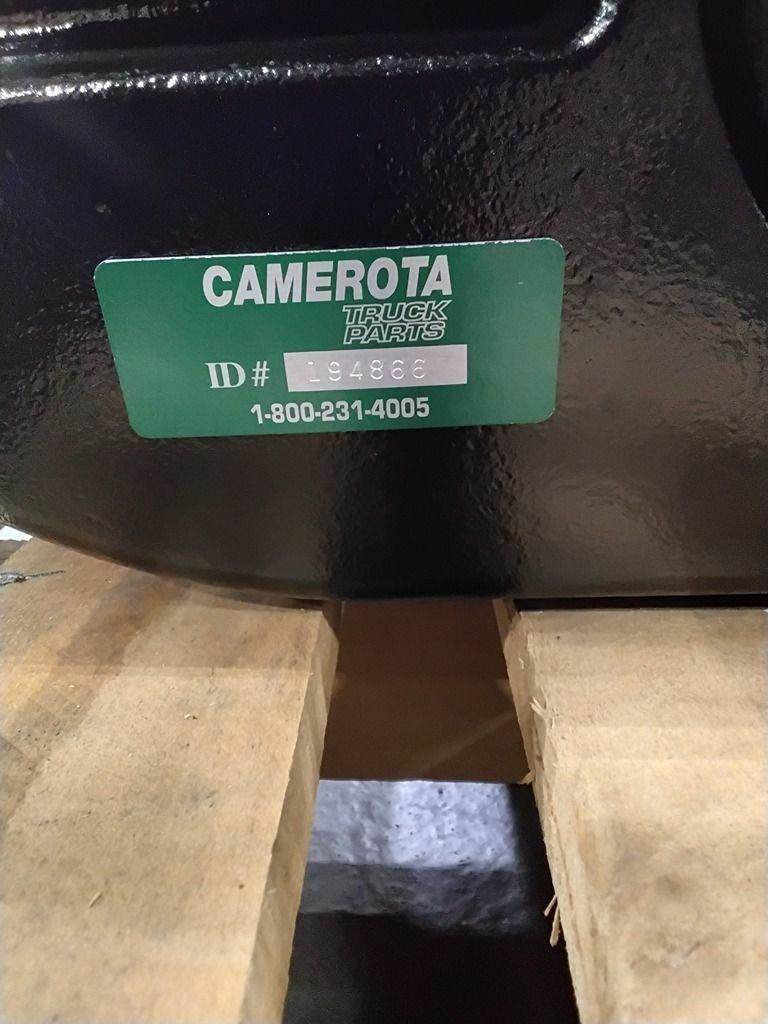 CAMEROTA
TRUCK
PARTS
ID# 194866
1-800-231-4005